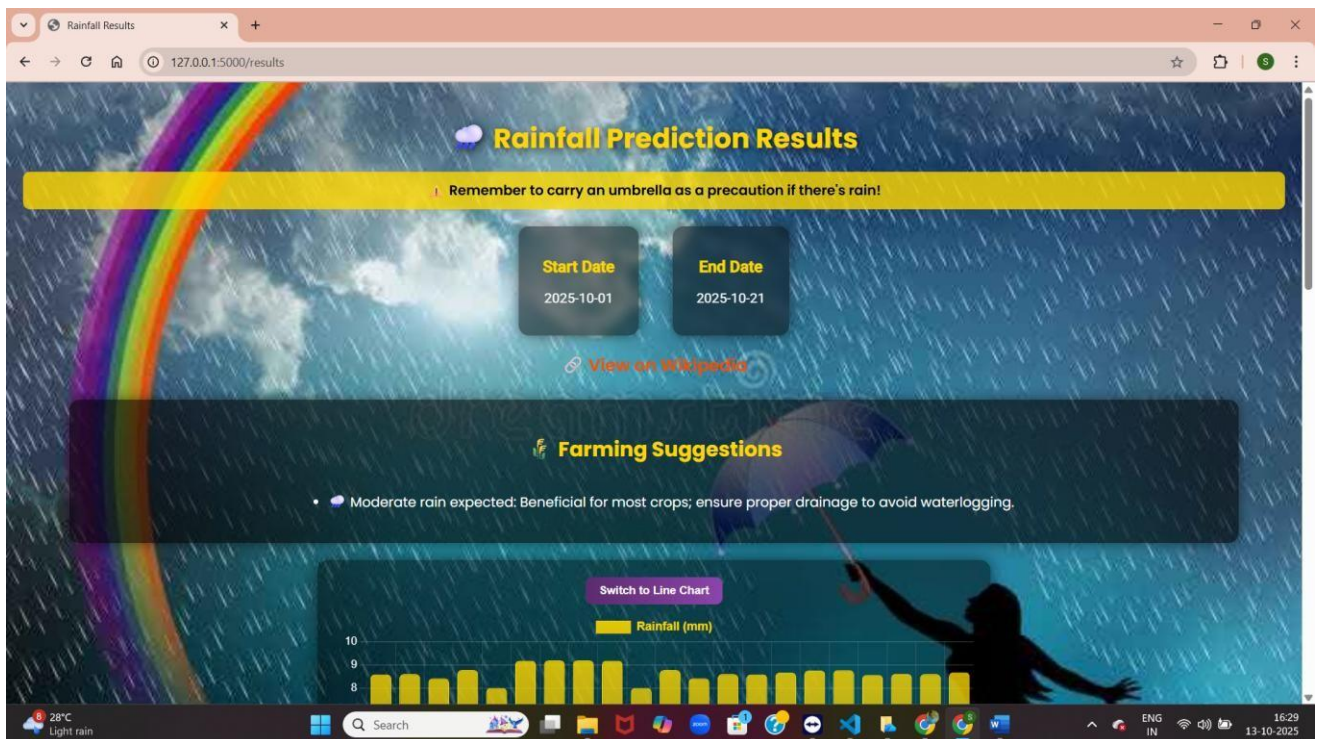 Rainfall Results
127.0.0.1:5000/results
S
Rainfall Prediction Results
Remember to carry an umbrella as a precaution if there's rain!
Start Date
2025-10-01
End Date
2025-10-21
View on Wikipedia
dreamstime
Farming Suggestions
• Moderate rain expected: Beneficial for most crops; ensure proper drainage to avoid waterlogging.
Switch to Line Chart
Rainfall (mm)
10
9
8
8
28°C
Light rain
Search
zoom
ENG
IN
16:29
13-10-2025